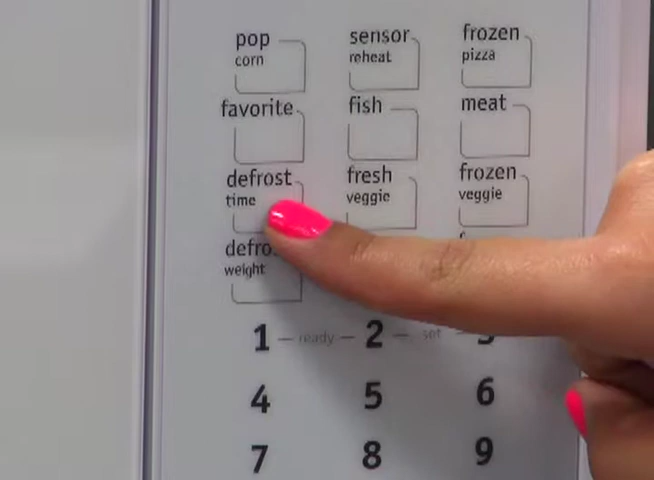 pop sensor frozen
corn reheat pizza
favorite fish meat
defrost fresh frozen
time veggie veggie
weight
1 ready 2 set
4 5 6
7 8 9